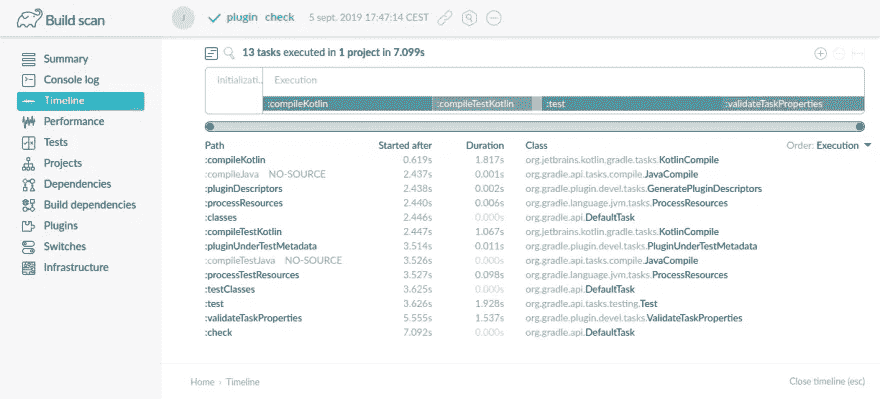 Build scan
J plugin check 5 sept. 2019 17:47:14 CEST
Summary
Console log
Timeline
Performance
Tests
Projects
Dependencies
Build dependencies
Plugins
Switches
Infrastructure
13 tasks executed in 1 project in 7.099s
initializati... Execution
:compileKotlin :compileTestKotlin :test :validateTaskProperties
Path Started after Duration Class Order: Execution
:compileKotlin 0.619s 1.817s org.jetbrains.kotlin.gradle.tasks.KotlinCompile
:compileJava NO-SOURCE 2.437s 0.001s org.gradle.api.tasks.compile.JavaCompile
:pluginDescriptors 2.438s 0.002s org.gradle.plugin.devel.tasks.GeneratePluginDescriptors
:processResources 2.440s 0.006s org.gradle.language.jvm.tasks.ProcessResources
:classes 2.446s 0.000s org.gradle.api.DefaultTask
:compileTestKotlin 2.447s 1.067s org.jetbrains.kotlin.gradle.tasks.KotlinCompile
:pluginUnderTestMetadata 3.514s 0.011s org.gradle.plugin.devel.tasks.PluginUnderTestMetadata
:compileTestJava NO-SOURCE 3.526s 0.000s org.gradle.api.tasks.compile.JavaCompile
:processTestResources 3.527s 0.098s org.gradle.language.jvm.tasks.ProcessResources
:testClasses 3.625s 0.000s org.gradle.api.DefaultTask
:test 3.626s 1.928s org.gradle.api.tasks.testing.Test
:validateTaskProperties 5.555s 1.537s org.gradle.plugin.devel.tasks.ValidateTaskProperties
:check 7.092s 0.000s org.gradle.api.DefaultTask
Home › Timeline
Close timeline (esc)